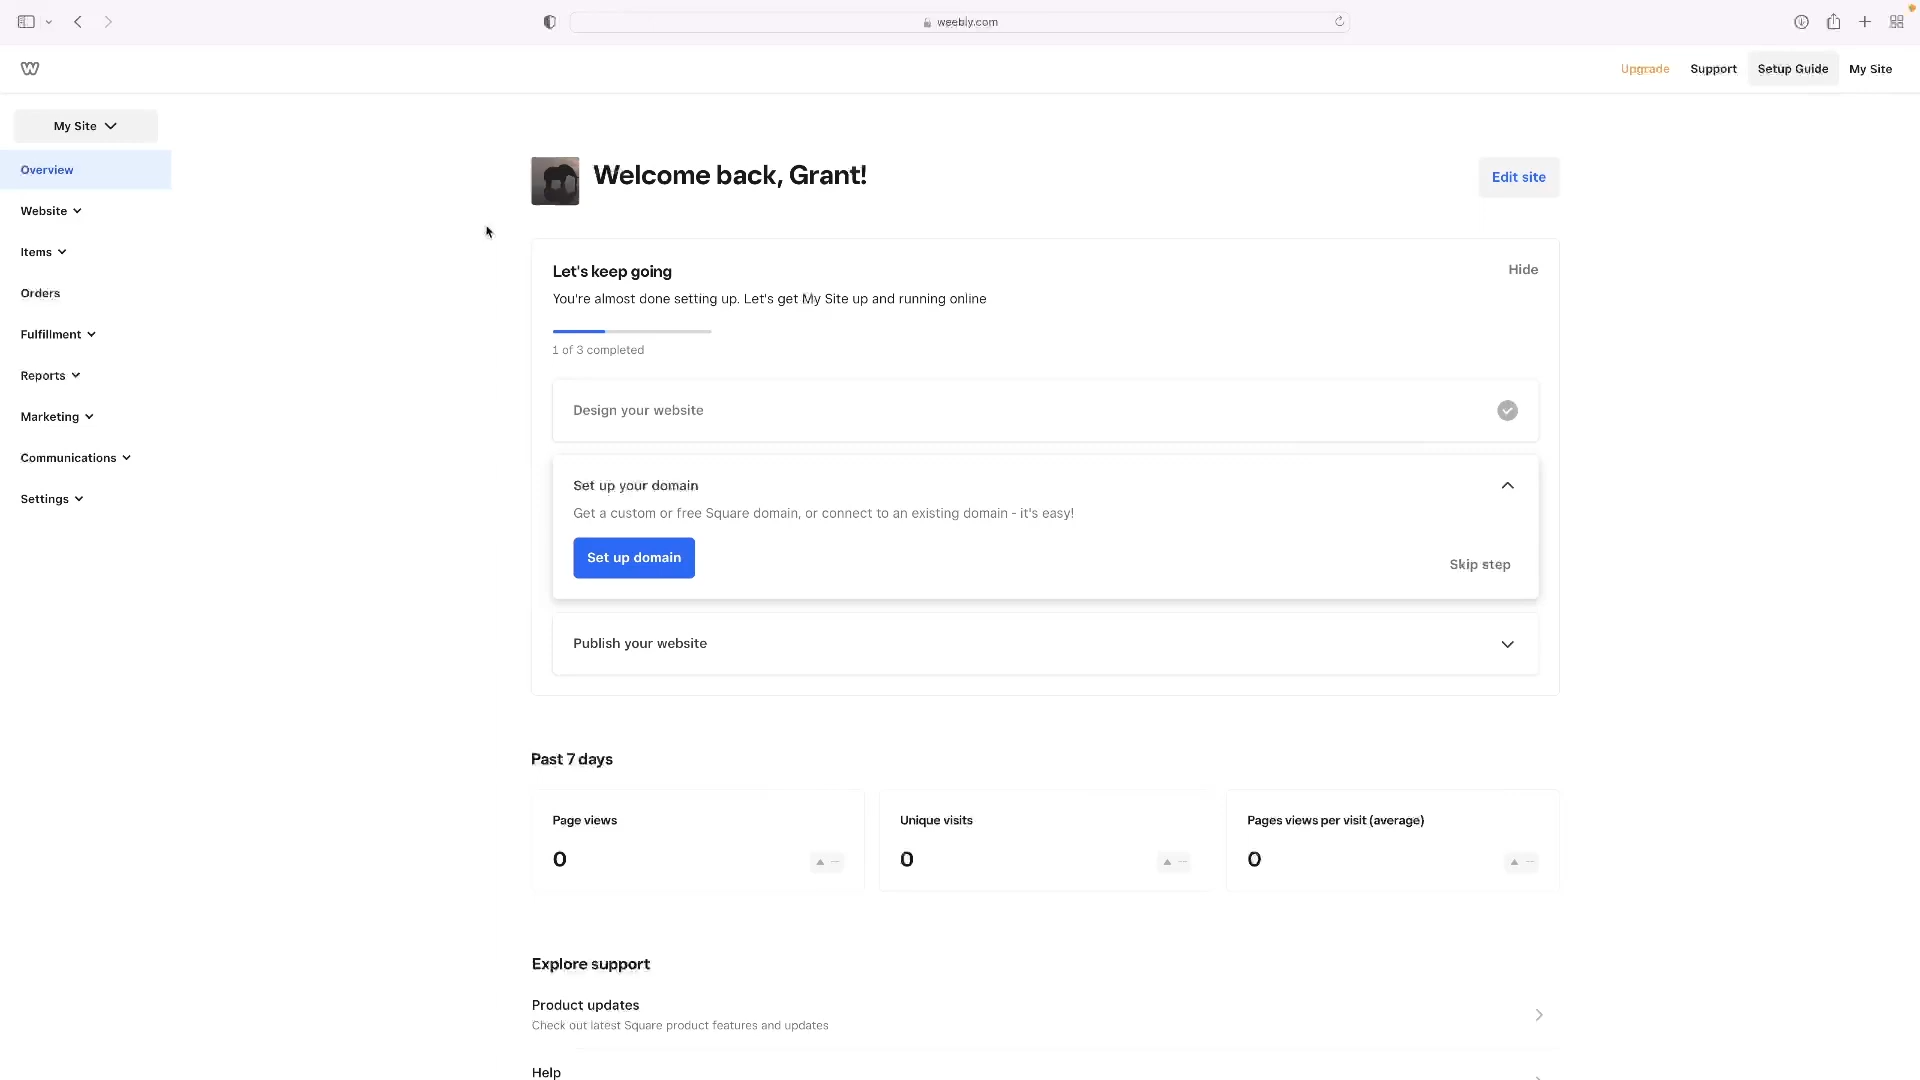 weebly.com
Upgrade
Support
Setup Guide
My Site
My Site
Overview
Website
Items
Orders
Fulfillment
Reports
Marketing
Communications
Settings
Welcome back, Grant!
Edit site
Let's keep going
Hide
You're almost done setting up. Let's get My Site up and running online
1 of 3 completed
Design your website
Set up your domain
Get a custom or free Square domain, or connect to an existing domain - it's easy!
Set up domain
Skip step
Publish your website
Past 7 days
Page views
0
Unique visits
0
Pages views per visit (average)
0
Explore support
Product updates
Check out latest Square product features and updates
Help